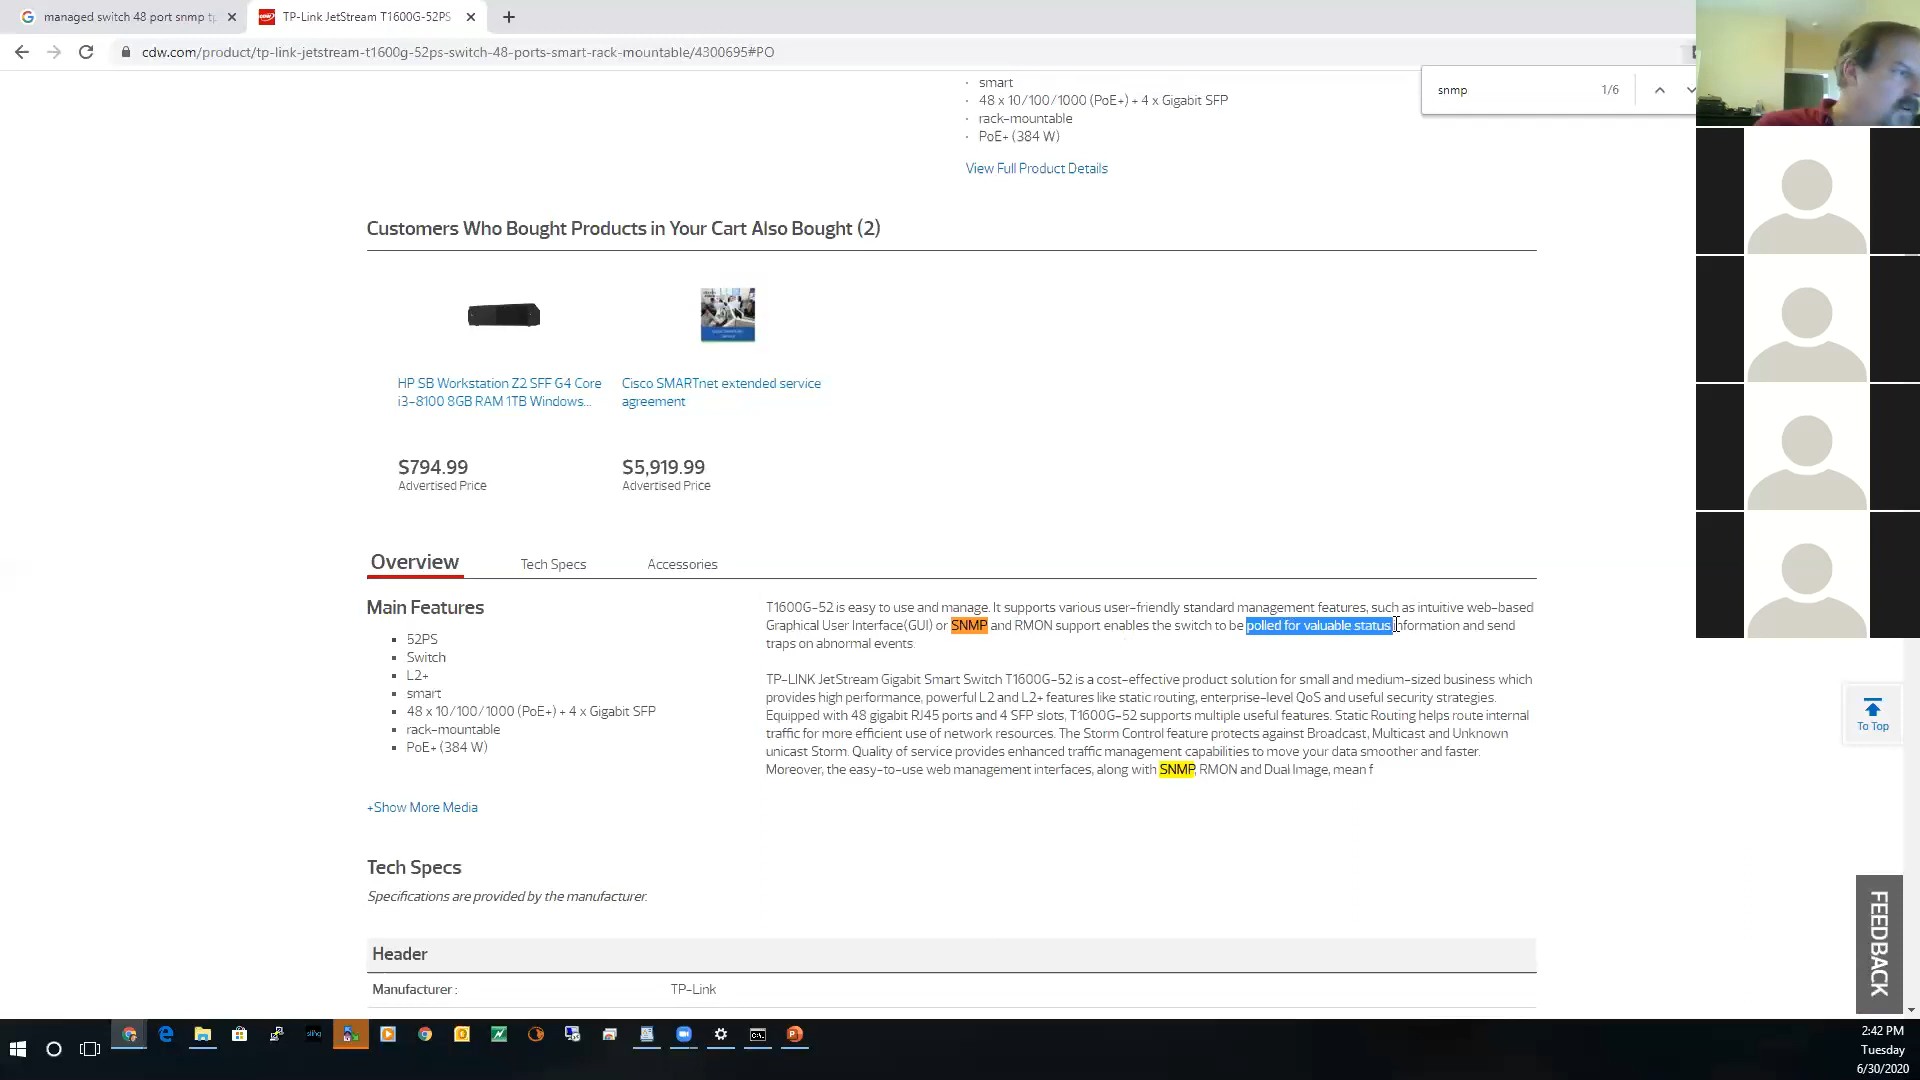 managed switch 48 port snmp tp
TP-Link JetStream T1600G-52PS
cdw.com/product/tp-link-jetstream-t1600g-52ps-switch-48-ports-smart-rack-mountable/4300695#PO
snmp
1/6
smart
48 x 10/100/1000 (PoE+) + 4 x Gigabit SFP
rack-mountable
PoE+ (384 W)
View Full Product Details
Customers Who Bought Products in Your Cart Also Bought (2)
HP SB Workstation Z2 SFF G4 Core
i3-8100 8GB RAM 1TB Windows...
$794.99
Advertised Price
Cisco SMARTnet extended service
agreement
$5,919.99
Advertised Price
Overview
Tech Specs
Accessories
Main Features
52PS
Switch
L2+
smart
48 x 10/100/1000 (PoE+) + 4 x Gigabit SFP
rack-mountable
PoE+ (384 W)
+Show More Media
T1600G-52 is easy to use and manage. It supports various user-friendly standard management features, such as intuitive web-based
Graphical User Interface(GUI) or SNMP and RMON support enables the switch to be polled for valuable status information and send
traps on abnormal events.
TP-LINK JetStream Gigabit Smart Switch T1600G-52 is a cost-effective product solution for small and medium-sized business which
provides high performance, powerful L2 and L2+ features like static routing, enterprise-level QoS and useful security strategies.
Equipped with 48 gigabit RJ45 ports and 4 SFP slots, T1600G-52 supports multiple useful features. Static Routing helps route internal
traffic for more efficient use of network resources. The Storm Control feature protects against Broadcast, Multicast and Unknown
unicast Storm. Quality of service provides enhanced traffic management capabilities to move your data smoother and faster.
Moreover, the easy-to-use web management interfaces, along with SNMP, RMON and Dual Image, mean f
To Top
Tech Specs
Specifications are provided by the manufacturer.
Header
Manufacturer :
TP-Link
FEEDBACK
sling
2:42 PM
Tuesday
6/30/2020